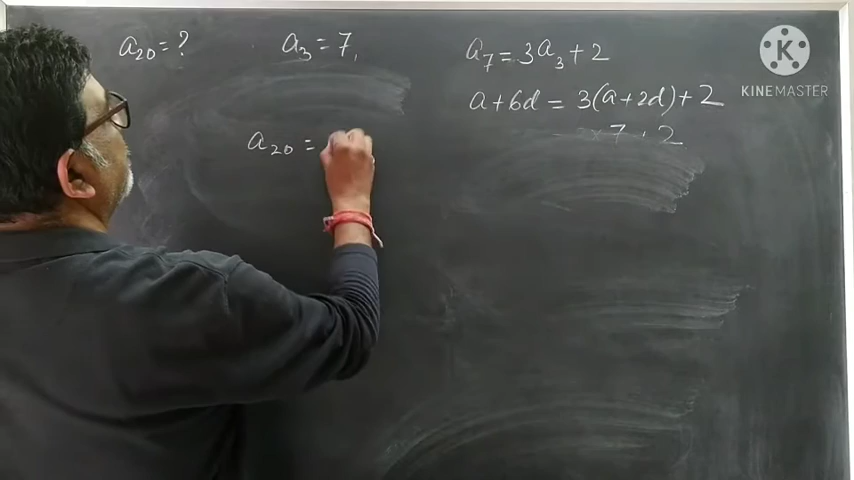 a₂₀ = ?
a₃ = 7,
a₇ = 3a₃ + 2
a + 6d = 3(a + 2d) + 2
7 + 2
a₂₀ =
K
KINEMASTER